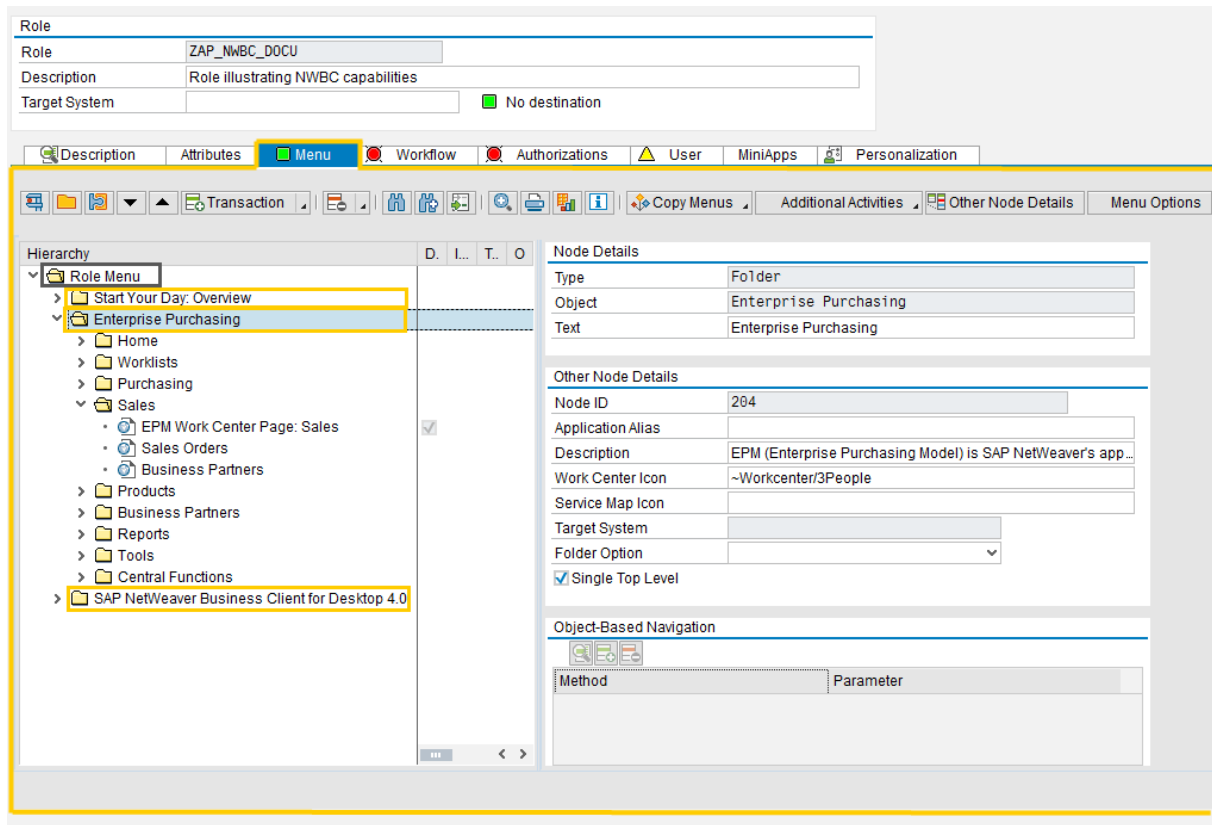 Role
Role ZAP_NWBC_DOCU
Description Role illustrating NWBC capabilities
Target System No destination
Description Attributes Menu Workflow Authorizations User MiniApps Personalization
Transaction Copy Menus Additional Activities Other Node Details Menu Options
Hierarchy D. I... T.. O
Role Menu
Start Your Day: Overview
Enterprise Purchasing
Home
Worklists
Purchasing
Sales
EPM Work Center Page: Sales
Sales Orders
Business Partners
Products
Business Partners
Reports
Tools
Central Functions
SAP NetWeaver Business Client for Desktop 4.0
Node Details
Type Folder
Object Enterprise Purchasing
Text Enterprise Purchasing
Other Node Details
Node ID 204
Application Alias
Description EPM (Enterprise Purchasing Model) is SAP NetWeaver's app...
Work Center Icon ~Workcenter/3People
Service Map Icon
Target System
Folder Option
Single Top Level
Object-Based Navigation
Method Parameter